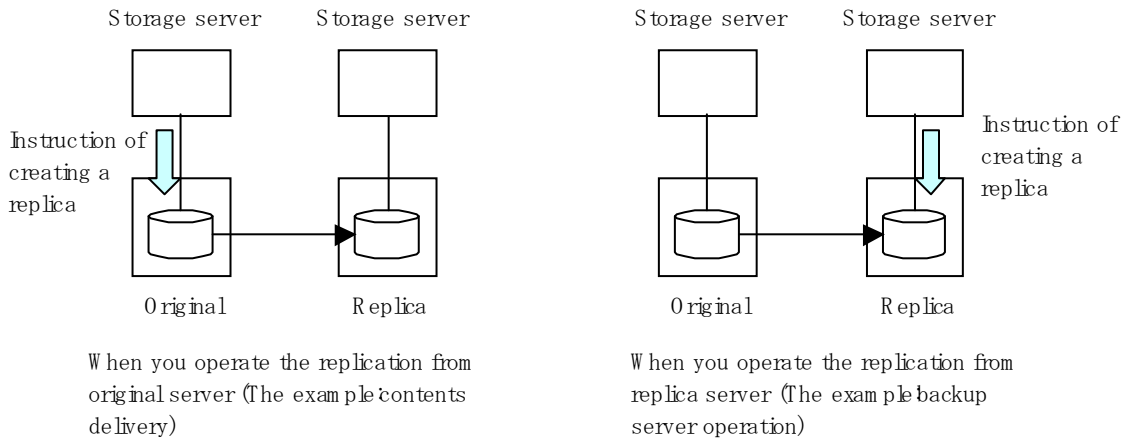 Storage server
Storage server
Instruction of
creating a
replica
Original
Replica
When you operate the replication from
original server (The example:contents
delivery)
Storage server
Storage server
Instruction of
creating a
replica
Original
Replica
When you operate the replication from
replica server (The example:backup
server operation)